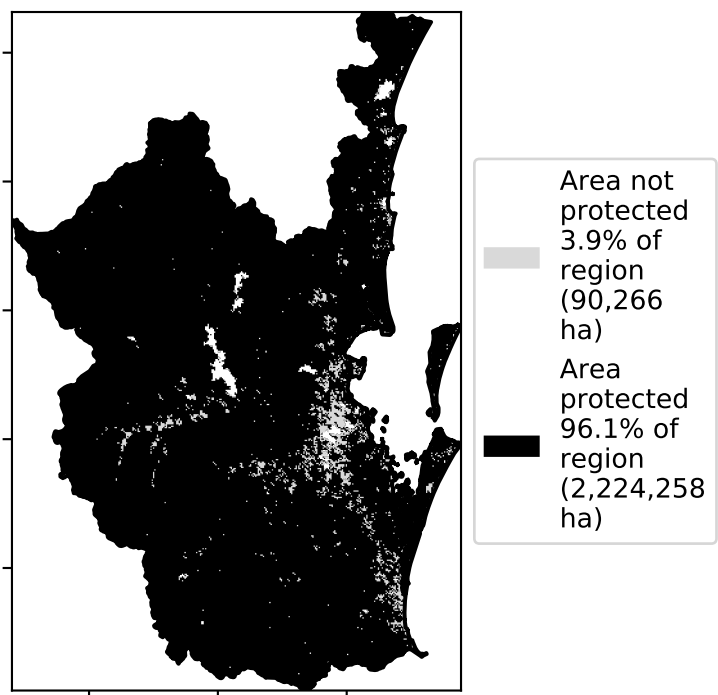 Area not
protected
3.9% of
region
(90,266
ha)
Area
protected
96.1% of
region
(2,224,258
ha)